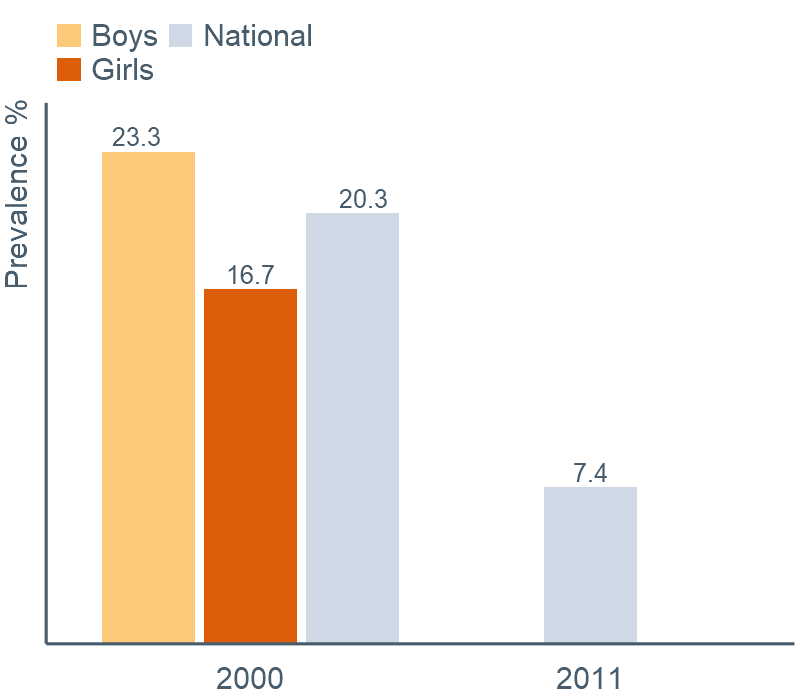 Boys National
Girls
Prevalence %
23.3
16.7
20.3
7.4
2000 2011